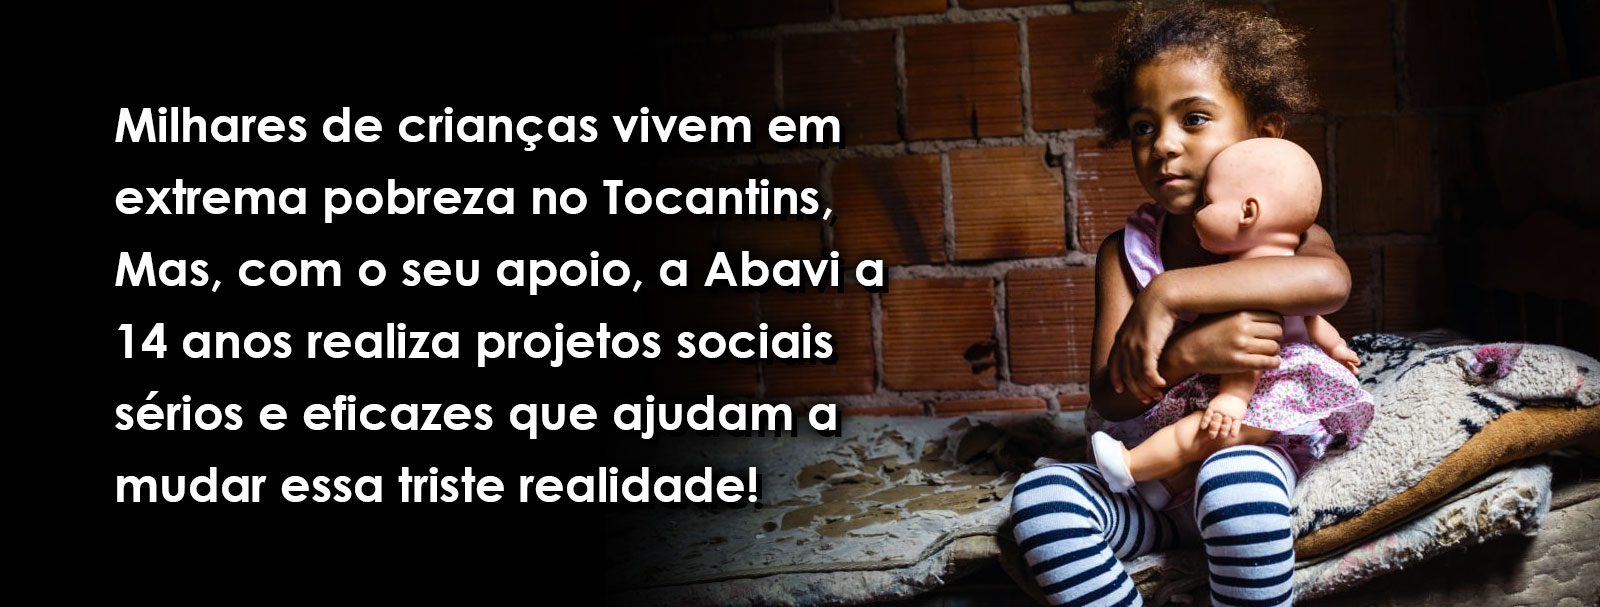 Milhares de crianças vivem em
extrema pobreza no Tocantins,
Mas, com o seu apoio, a Abavi a
14 anos realiza projetos sociais
sérios e eficazes que ajudam a
mudar essa triste realidade!